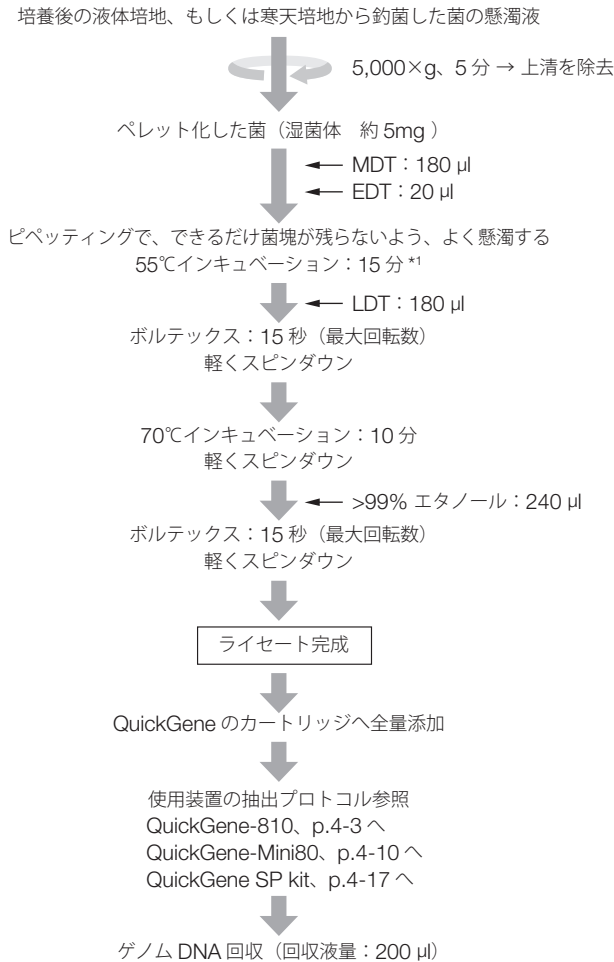 培養後の液体培地、もしくは寒天培地から釣菌した菌の懸濁液
5,000×g、5 分 → 上清を除去
ペレット化した菌（湿菌体　約 5mg ）
MDT：180 µl
EDT：20 µl
ピペッティングで、できるだけ菌塊が残らないよう、よく懸濁する
55℃インキュベーション：15 分 *1
LDT：180 µl
ボルテックス：15 秒（最大回転数）
軽くスピンダウン
70℃インキュベーション：10 分
軽くスピンダウン
>99% エタノール：240 µl
ボルテックス：15 秒（最大回転数）
軽くスピンダウン
ライセート完成
QuickGene のカートリッジへ全量添加
使用装置の抽出プロトコル参照
QuickGene-810、p.4-3 へ
QuickGene-Mini80、p.4-10 へ
QuickGene SP kit、p.4-17 へ
ゲノム DNA 回収（回収液量：200 µl）